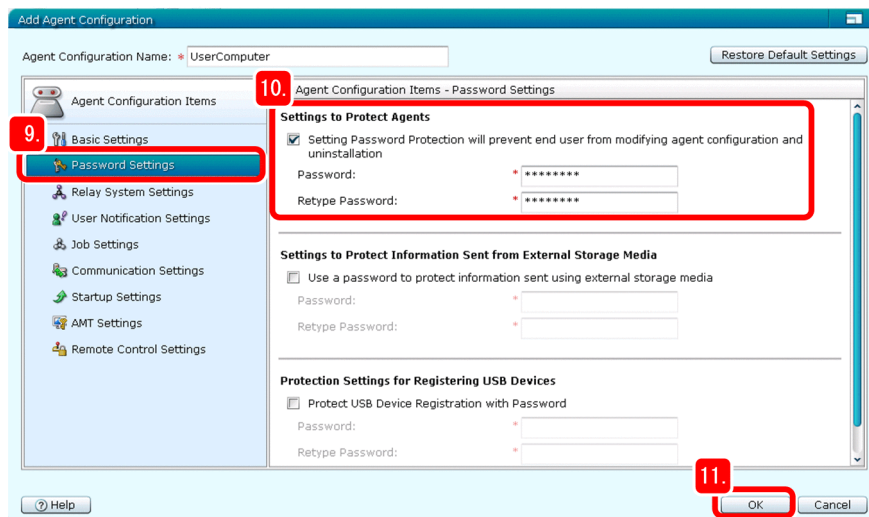 Add Agent Configuration
Agent Configuration Name: * UserComputer
Restore Default Settings
10.
Agent Configuration Items
Agent Configuration Items - Password Settings
Settings to Protect Agents
9.
Basic Settings
Setting Password Protection will prevent end user from modifying agent configuration and
uninstallation
Password Settings
Password: * ********
Relay System Settings
Retype Password: * ********
User Notification Settings
Job Settings
Settings to Protect Information Sent from External Storage Media
Communication Settings
Use a password to protect information sent using external storage media
Startup Settings
Password: *
AMT Settings
Retype Password: *
Remote Control Settings
Protection Settings for Registering USB Devices
Protect USB Device Registration with Password
Password: *
Retype Password: *
11.
? Help
OK
Cancel